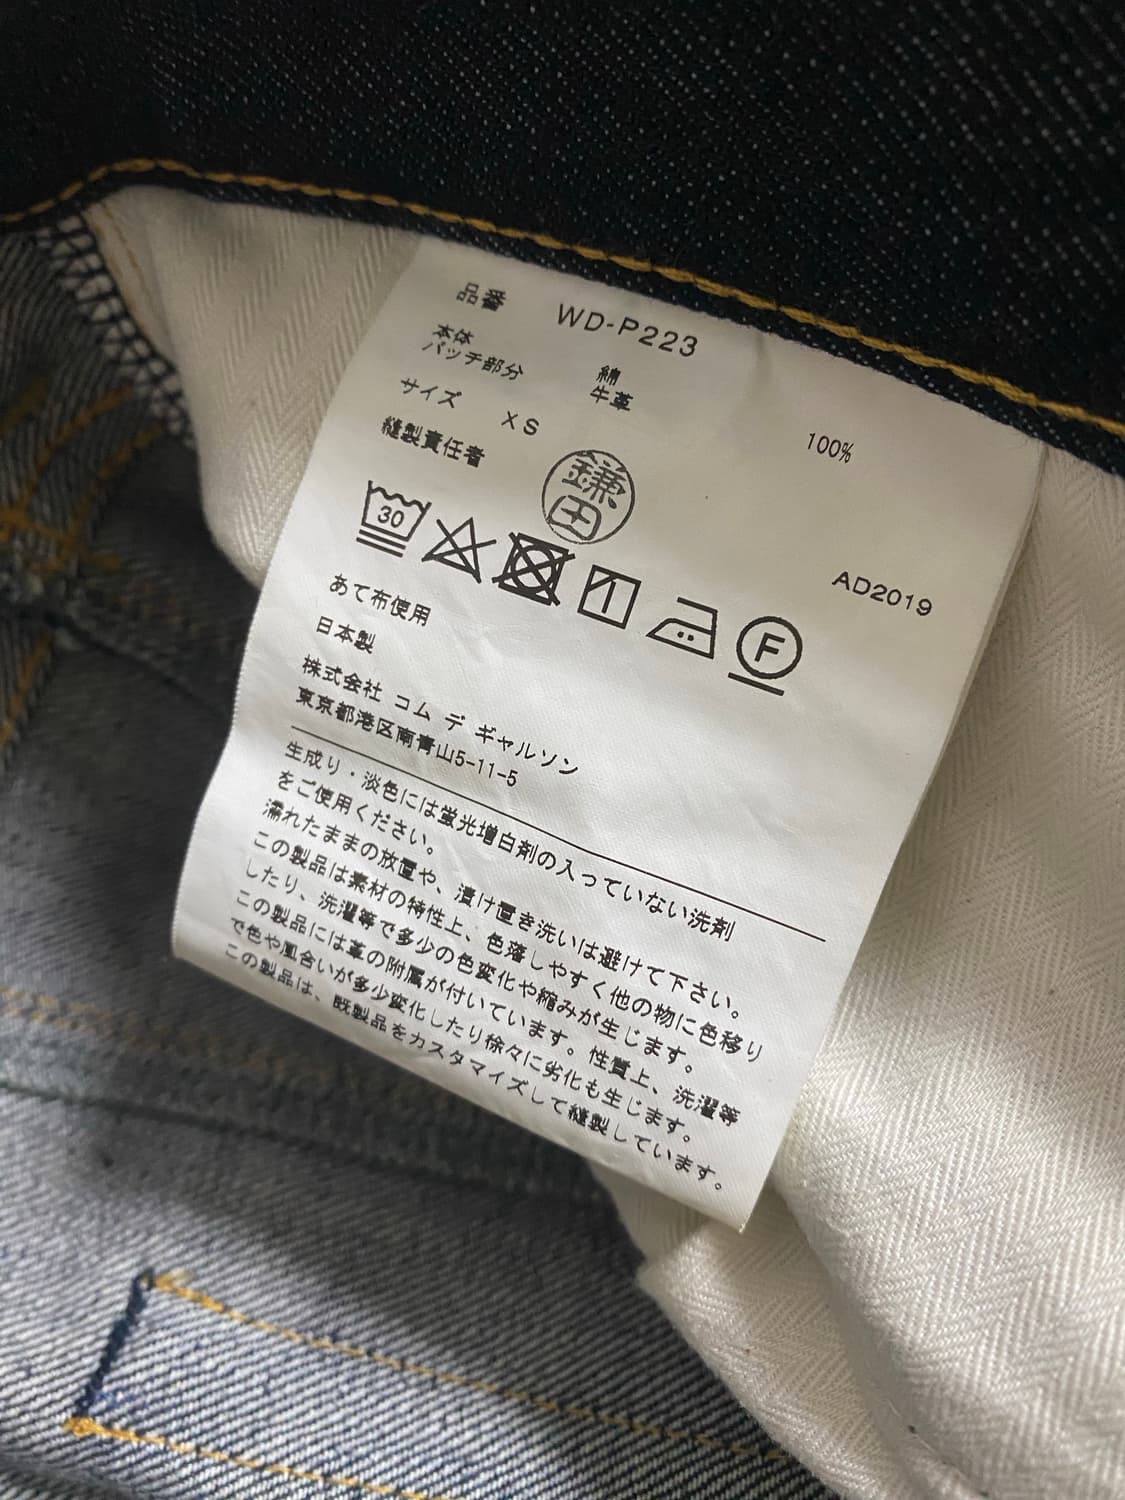 品番 WD-P223
本体 綿 100%
パッチ部分 牛革
サイズ XS
縫製責任者 鎌田
30
AD2019
F
あて布使用
日本製
株式会社 コム デ ギャルソン
東京都港区南青山5-11-5
生成り・淡色には蛍光増白剤の入っていない洗剤
をご使用ください。
濡れたままの放置や、漬け置き洗いは避けて下さい。
この製品は素材の特性上、色落しやすく他の物に色移り
したり、洗濯等で多少の色変化や縮みが生じます。
この製品には革の附属が付いています。性質上、洗濯等
で色や風合いが多少変化したり徐々に劣化も生じます。
この製品は、既製品をカスタマイズして縫製しています。